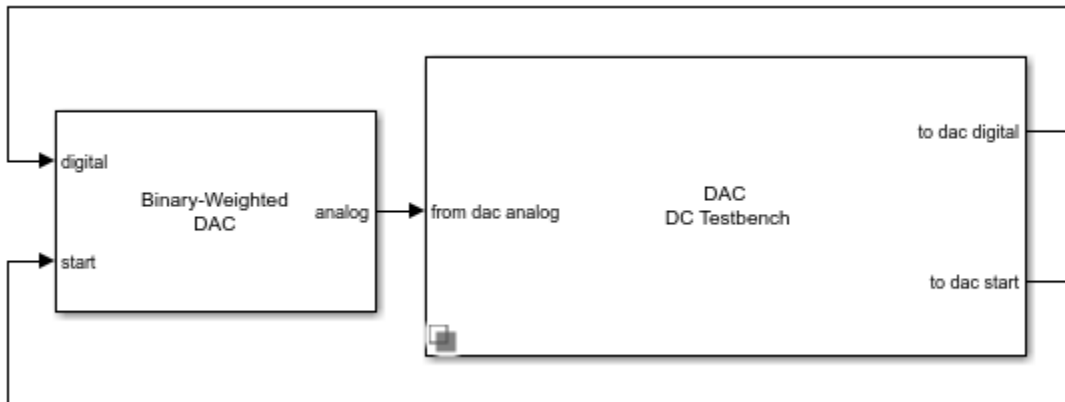 digital
Binary-Weighted
DAC
analog
start
from dac analog
DAC
DC Testbench
to dac digital
to dac start